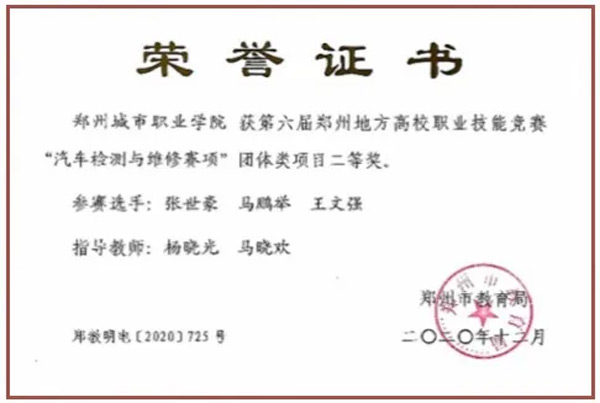 荣誉证书
郑州城市职业学院 获第六届郑州地方高校职业技能竞赛
“汽车检测与维修赛项”团体类项目二等奖。
参赛选手：张世豪 马鹏举 王文强
指导教师：杨晓光 马晓欢
郑州市教育局
郑教明电〔2020〕725号
二〇二〇年十二月